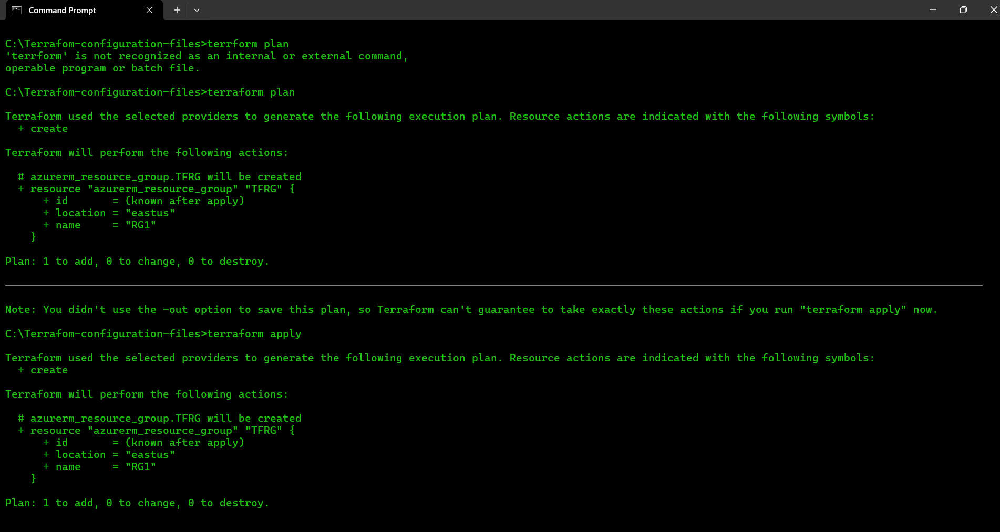 Command Prompt
C:\Terrafom-configuration-files>terrform plan
'terrform' is not recognized as an internal or external command,
operable program or batch file.
C:\Terrafom-configuration-files>terraform plan
Terraform used the selected providers to generate the following execution plan. Resource actions are indicated with the following symbols:
  + create
Terraform will perform the following actions:
  # azurerm_resource_group.TFRG will be created
  + resource "azurerm_resource_group" "TFRG" {
      + id       = (known after apply)
      + location = "eastus"
      + name     = "RG1"
    }
Plan: 1 to add, 0 to change, 0 to destroy.
Note: You didn't use the -out option to save this plan, so Terraform can't guarantee to take exactly these actions if you run "terraform apply" now.
C:\Terrafom-configuration-files>terraform apply
Terraform used the selected providers to generate the following execution plan. Resource actions are indicated with the following symbols:
  + create
Terraform will perform the following actions:
  # azurerm_resource_group.TFRG will be created
  + resource "azurerm_resource_group" "TFRG" {
      + id       = (known after apply)
      + location = "eastus"
      + name     = "RG1"
    }
Plan: 1 to add, 0 to change, 0 to destroy.